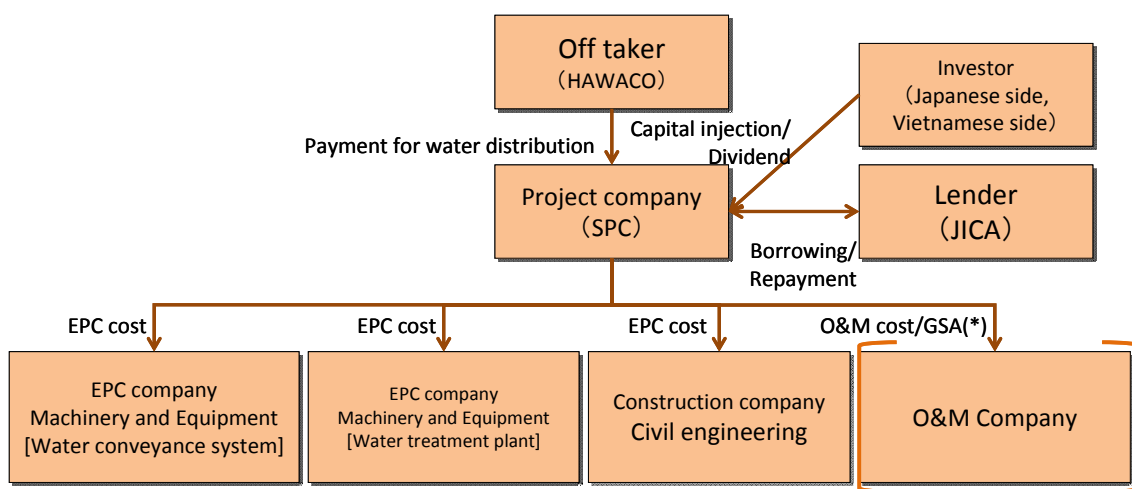 Off taker
（HAWACO）
Investor
（Japanese side,
Vietnamese side）
Payment for water distribution
Capital injection/
Dividend
Project company
（SPC）
Lender
（JICA）
Borrowing/
Repayment
EPC cost
EPC cost
EPC cost
O&M cost/GSA(*)
EPC company
Machinery and Equipment
[Water conveyance system]
EPC company
Machinery and Equipment
[Water treatment plant]
Construction company
Civil engineering
O&M Company